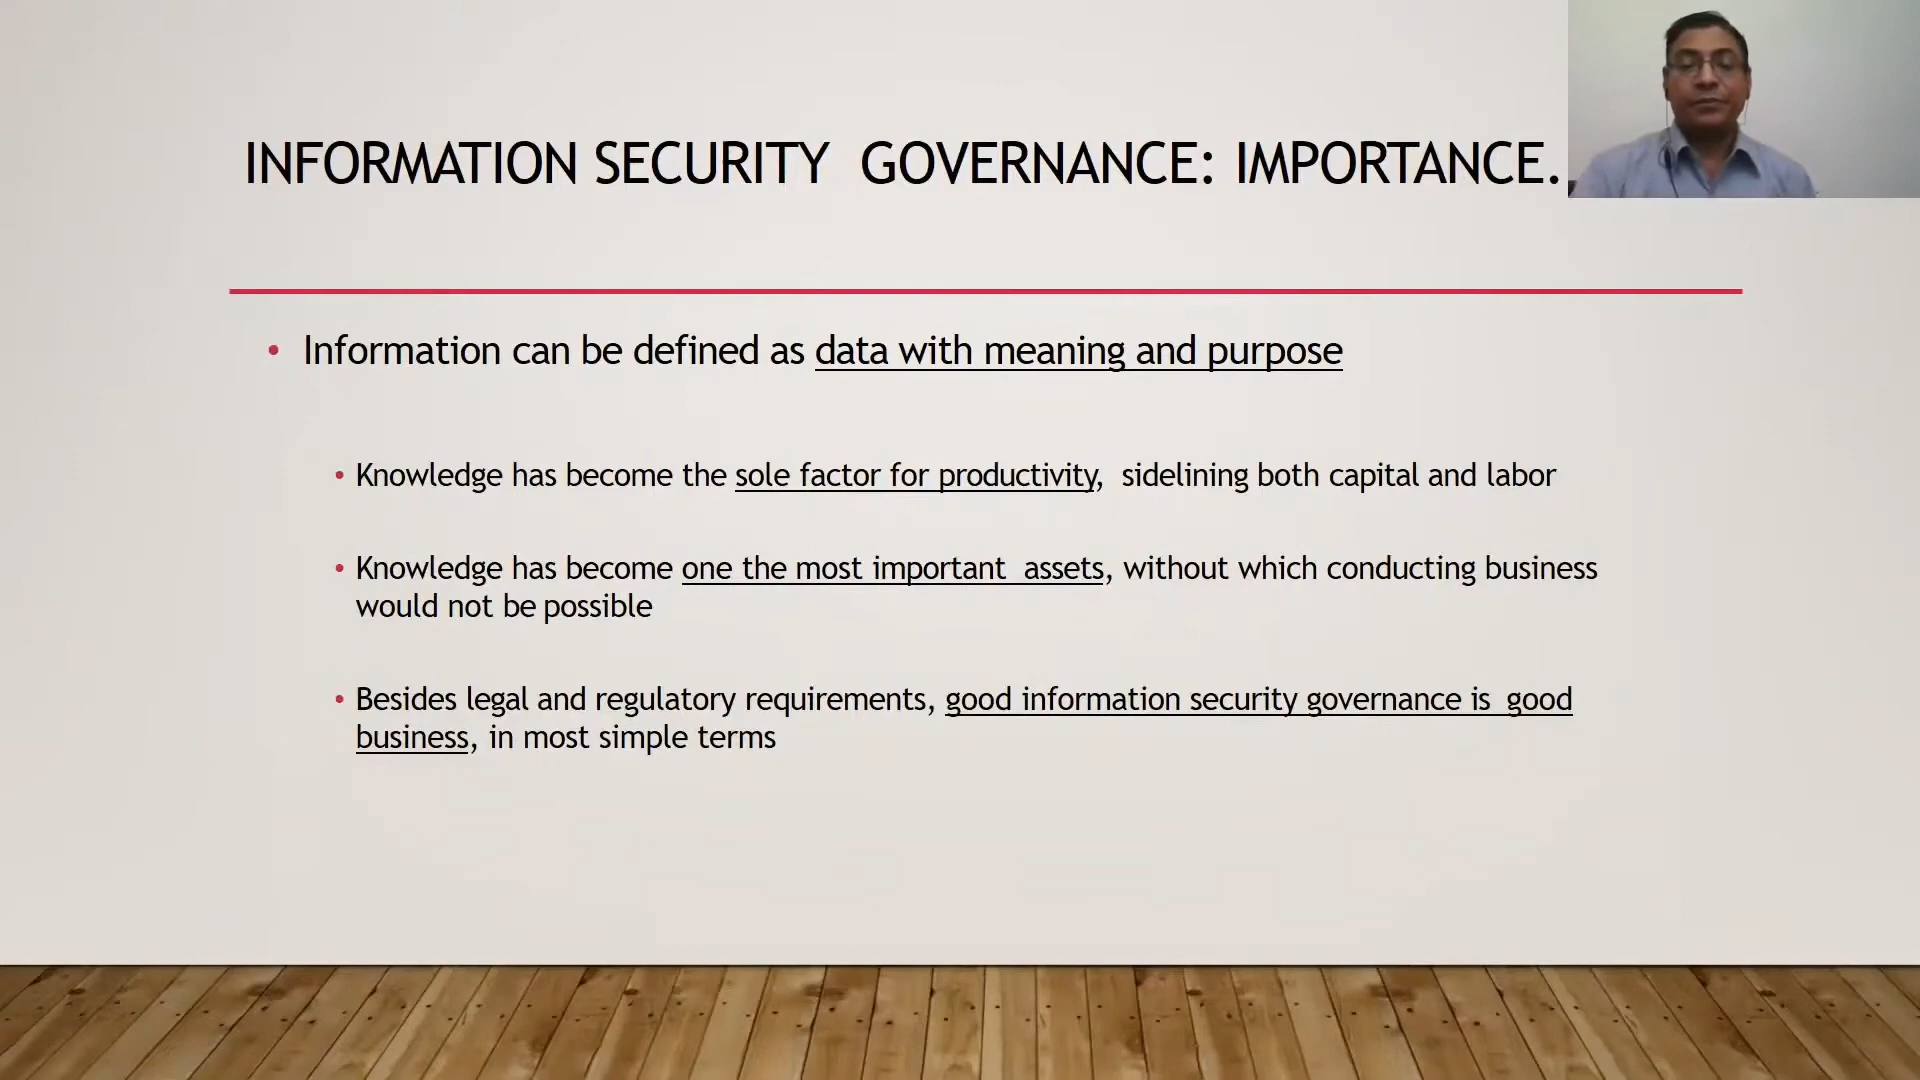 INFORMATION SECURITY GOVERNANCE: IMPORTANCE.
• Information can be defined as data with meaning and purpose
• Knowledge has become the sole factor for productivity, sidelining both capital and labor
• Knowledge has become one the most important assets, without which conducting business
would not be possible
• Besides legal and regulatory requirements, good information security governance is good
business, in most simple terms